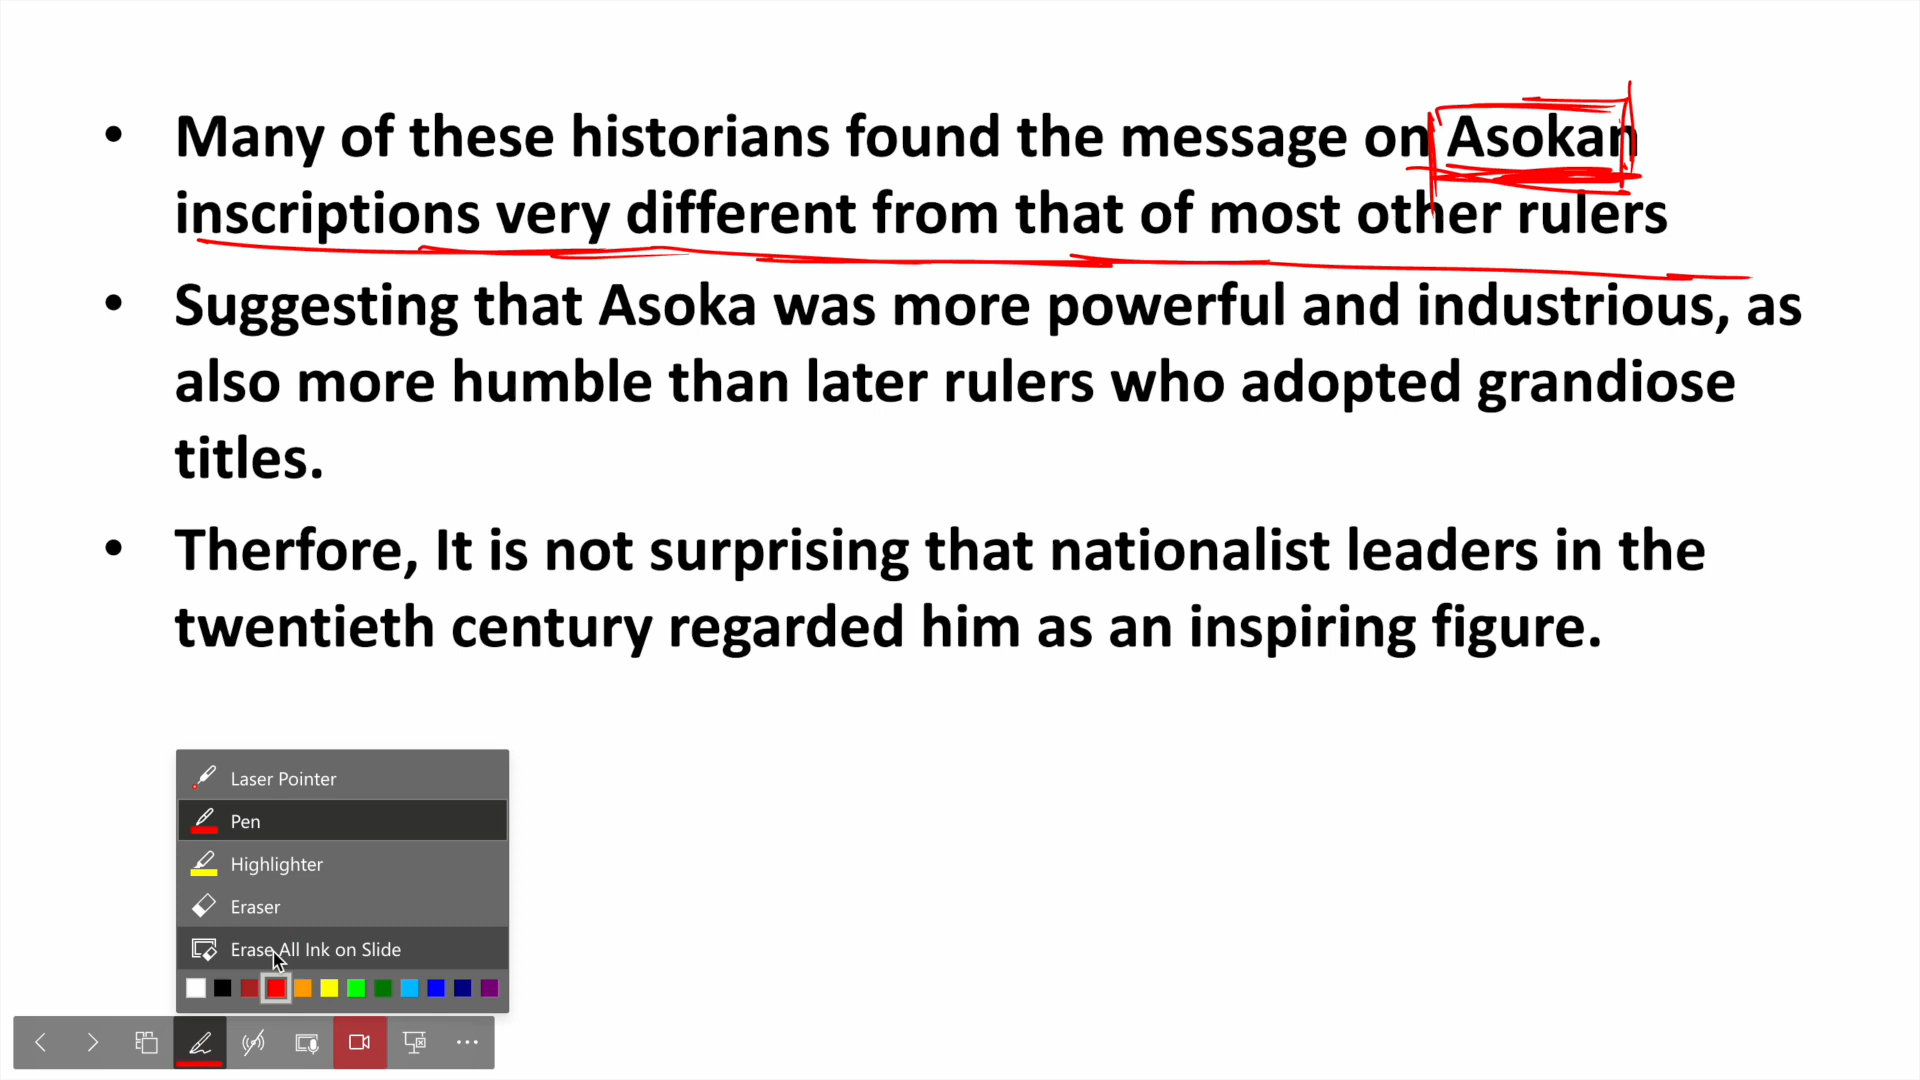 • Many of these historians found the message on Asokan
inscriptions very different from that of most other rulers
• Suggesting that Asoka was more powerful and industrious, as
also more humble than later rulers who adopted grandiose
titles.
• Therfore, It is not surprising that nationalist leaders in the
twentieth century regarded him as an inspiring figure.
Laser Pointer
Pen
Highlighter
Eraser
Erase All Ink on Slide